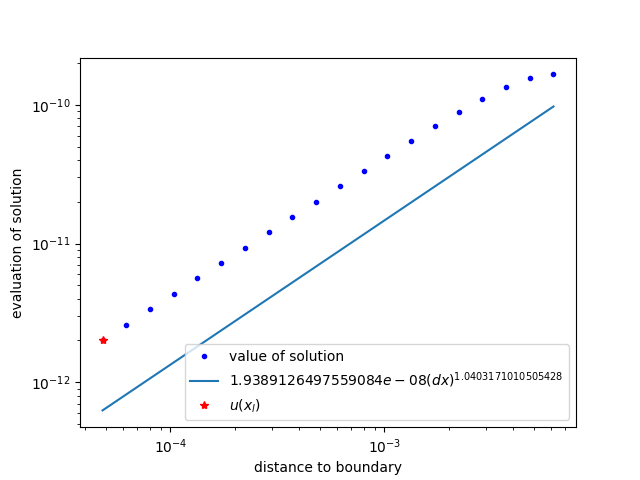 evaluation of solution
10⁻¹⁰
10⁻¹¹
10⁻¹²
value of solution
1.9389126497559084e − 08(dx)¹·⁰⁴⁰³¹⁷¹⁰¹⁰⁵⁰⁵⁴²⁸
u(xₗ)
10⁻⁴
10⁻³
distance to boundary